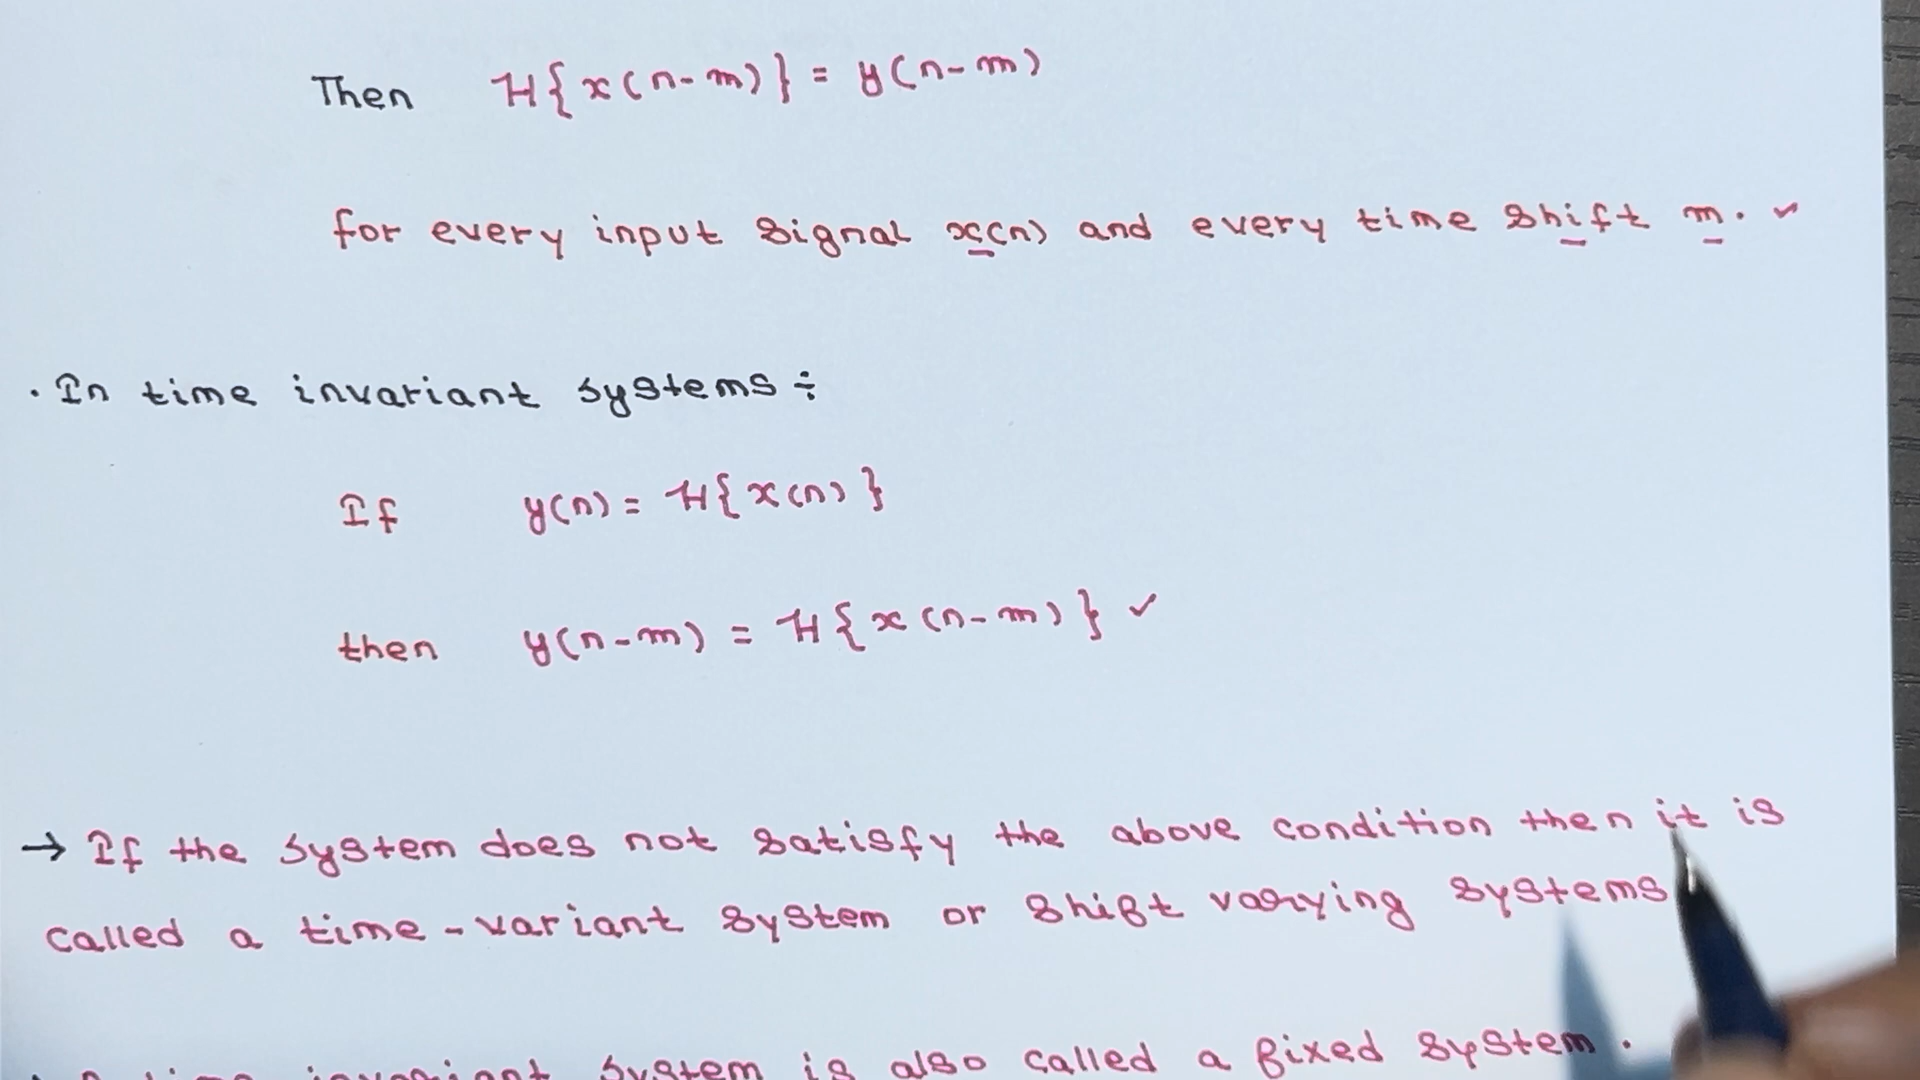 Then H{x(n-m)} = y(n-m)
for every input signal x(n) and every time shift m. ✓
. In time invariant systems ÷
If y(n) = H{x(n)}
then y(n-m) = H{x(n-m)} ✓
→ If the system does not satisfy the above condition then it is
called a time-variant system or shift varying systems
time invariant system is also called a fixed system.